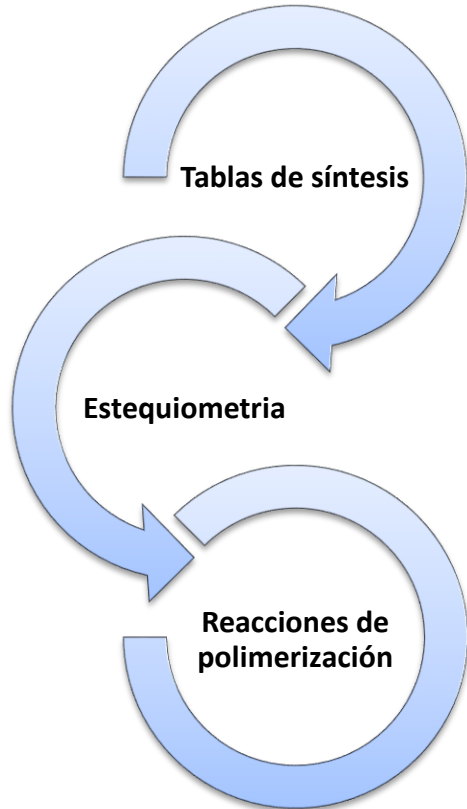 Tablas de síntesis
Estequiometria
Reacciones de
polimerización